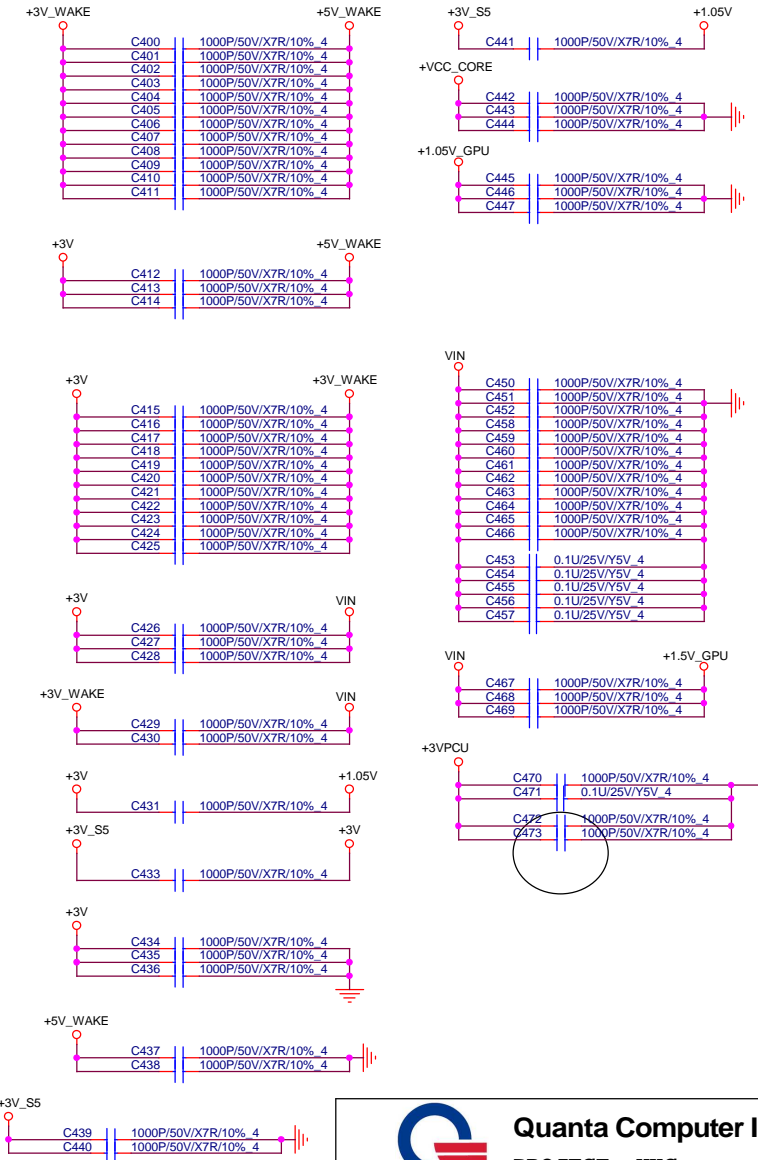 +3V_WAKE +5V_WAKE
C400 1000P/50V/X7R/10%_4
C401 1000P/50V/X7R/10%_4
C402 1000P/50V/X7R/10%_4
C403 1000P/50V/X7R/10%_4
C404 1000P/50V/X7R/10%_4
C405 1000P/50V/X7R/10%_4
C406 1000P/50V/X7R/10%_4
C407 1000P/50V/X7R/10%_4
C408 1000P/50V/X7R/10%_4
C409 1000P/50V/X7R/10%_4
C410 1000P/50V/X7R/10%_4
C411 1000P/50V/X7R/10%_4
+3V +5V_WAKE
C412 1000P/50V/X7R/10%_4
C413 1000P/50V/X7R/10%_4
C414 1000P/50V/X7R/10%_4
+3V +3V_WAKE
C415 1000P/50V/X7R/10%_4
C416 1000P/50V/X7R/10%_4
C417 1000P/50V/X7R/10%_4
C418 1000P/50V/X7R/10%_4
C419 1000P/50V/X7R/10%_4
C420 1000P/50V/X7R/10%_4
C421 1000P/50V/X7R/10%_4
C422 1000P/50V/X7R/10%_4
C423 1000P/50V/X7R/10%_4
C424 1000P/50V/X7R/10%_4
C425 1000P/50V/X7R/10%_4
+3V VIN
C426 1000P/50V/X7R/10%_4
C427 1000P/50V/X7R/10%_4
C428 1000P/50V/X7R/10%_4
+3V_WAKE VIN
C429 1000P/50V/X7R/10%_4
C430 1000P/50V/X7R/10%_4
+3V +1.05V
C431 1000P/50V/X7R/10%_4
+3V_S5 +3V
C433 1000P/50V/X7R/10%_4
+3V
C434 1000P/50V/X7R/10%_4
C435 1000P/50V/X7R/10%_4
C436 1000P/50V/X7R/10%_4
+5V_WAKE
C437 1000P/50V/X7R/10%_4
C438 1000P/50V/X7R/10%_4
+3V_S5
C439 1000P/50V/X7R/10%_4
C440 1000P/50V/X7R/10%_4
+3V_S5 +1.05V
C441 1000P/50V/X7R/10%_4
+VCC_CORE
C442 1000P/50V/X7R/10%_4
C443 1000P/50V/X7R/10%_4
C444 1000P/50V/X7R/10%_4
+1.05V_GPU
C445 1000P/50V/X7R/10%_4
C446 1000P/50V/X7R/10%_4
C447 1000P/50V/X7R/10%_4
VIN
C450 1000P/50V/X7R/10%_4
C451 1000P/50V/X7R/10%_4
C452 1000P/50V/X7R/10%_4
C458 1000P/50V/X7R/10%_4
C459 1000P/50V/X7R/10%_4
C460 1000P/50V/X7R/10%_4
C461 1000P/50V/X7R/10%_4
C462 1000P/50V/X7R/10%_4
C463 1000P/50V/X7R/10%_4
C464 1000P/50V/X7R/10%_4
C465 1000P/50V/X7R/10%_4
C466 1000P/50V/X7R/10%_4
C453 0.1U/25V/Y5V_4
C454 0.1U/25V/Y5V_4
C455 0.1U/25V/Y5V_4
C456 0.1U/25V/Y5V_4
C457 0.1U/25V/Y5V_4
VIN +1.5V_GPU
C467 1000P/50V/X7R/10%_4
C468 1000P/50V/X7R/10%_4
C469 1000P/50V/X7R/10%_4
+3VPCU
C470 1000P/50V/X7R/10%_4
C471 0.1U/25V/Y5V_4
C472 1000P/50V/X7R/10%_4
C473 1000P/50V/X7R/10%_4
Quanta Computer I